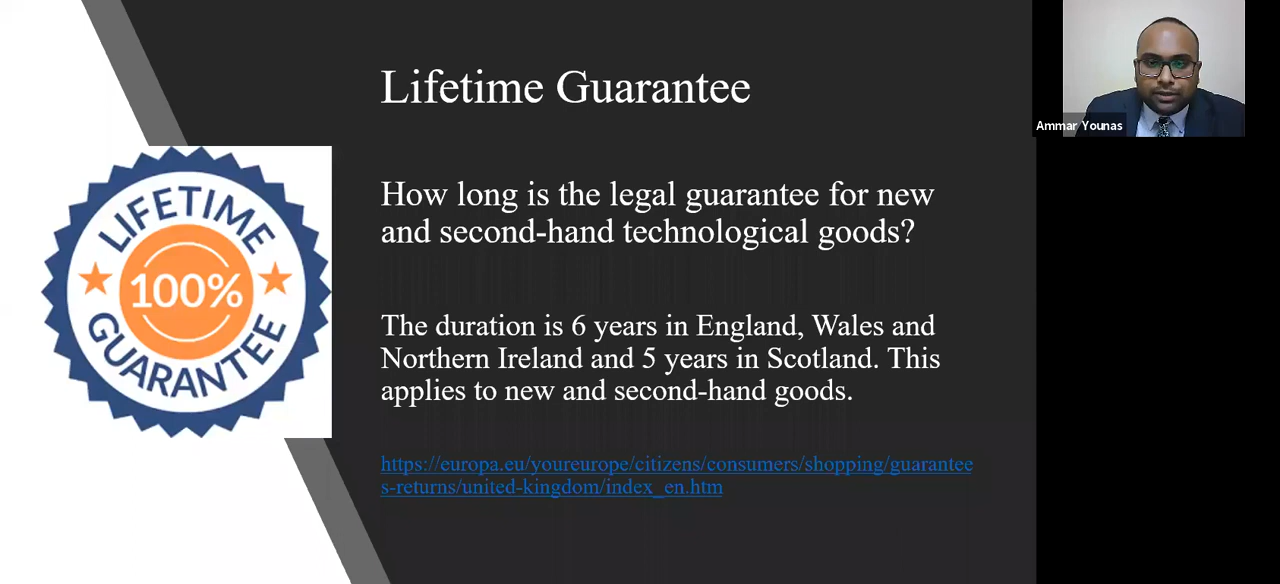 Lifetime Guarantee
Ammar Younas
How long is the legal guarantee for new
and second-hand technological goods?
LIFETIME
100%
GUARANTEE
The duration is 6 years in England, Wales and
Northern Ireland and 5 years in Scotland. This
applies to new and second-hand goods.
https://europa.eu/youreurope/citizens/consumers/shopping/guarantee
s-returns/united-kingdom/index_en.htm